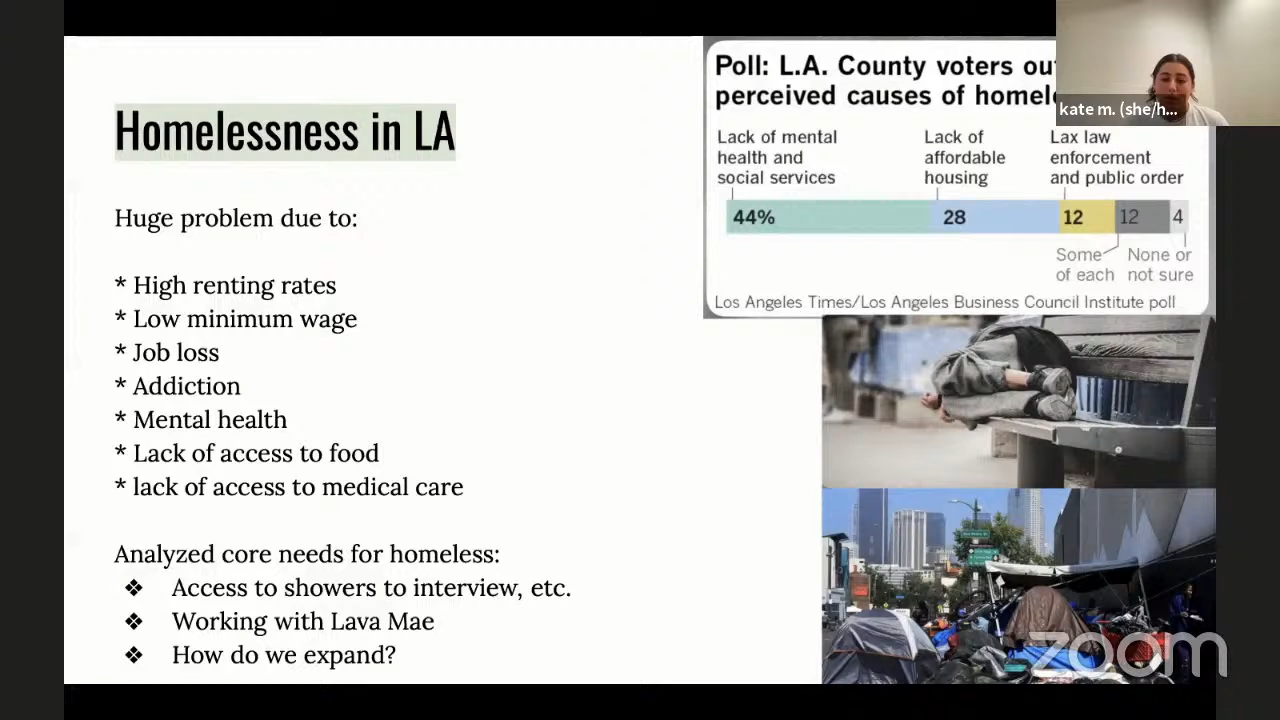 Homelessness in LA
Huge problem due to:
* High renting rates
* Low minimum wage
* Job loss
* Addiction
* Mental health
* Lack of access to food
* lack of access to medical care
Analyzed core needs for homeless:
❖ Access to showers to interview, etc.
❖ Working with Lava Mae
❖ How do we expand?
Poll: L.A. County voters
perceived causes of
Lack of mental
health and
social services
Lack of
affordable
housing
Lax law
enforcement
and public order
44% 28 12 12 4
Some
of each
None or
not sure
Los Angeles Times/Los Angeles Business Council Institute poll
kate m. (she/h...
zoom